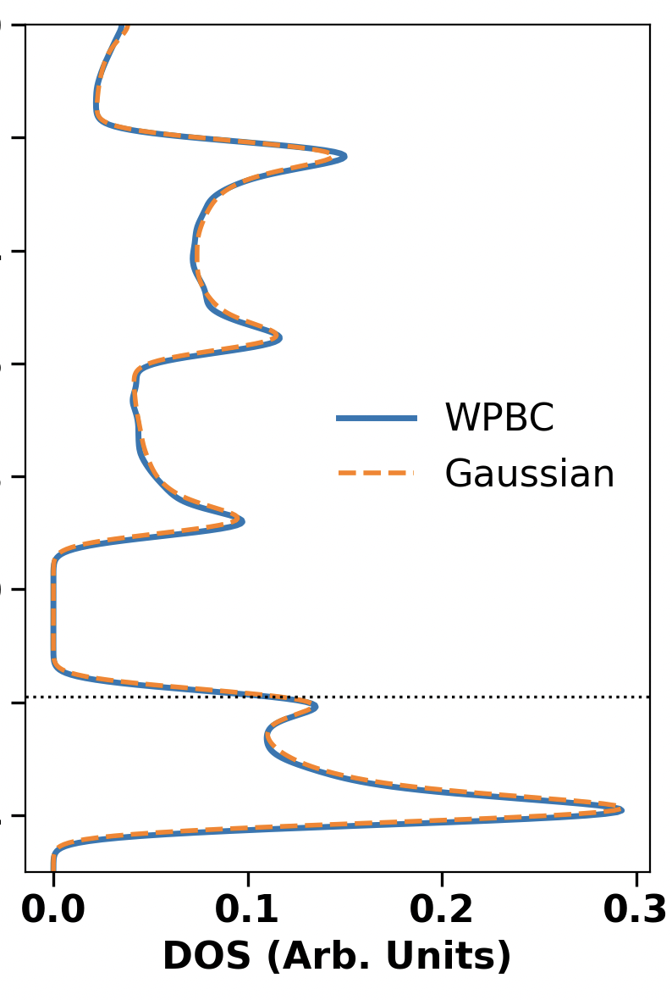 WPBC
Gaussian
0.0 0.1 0.2 0.3
DOS (Arb. Units)